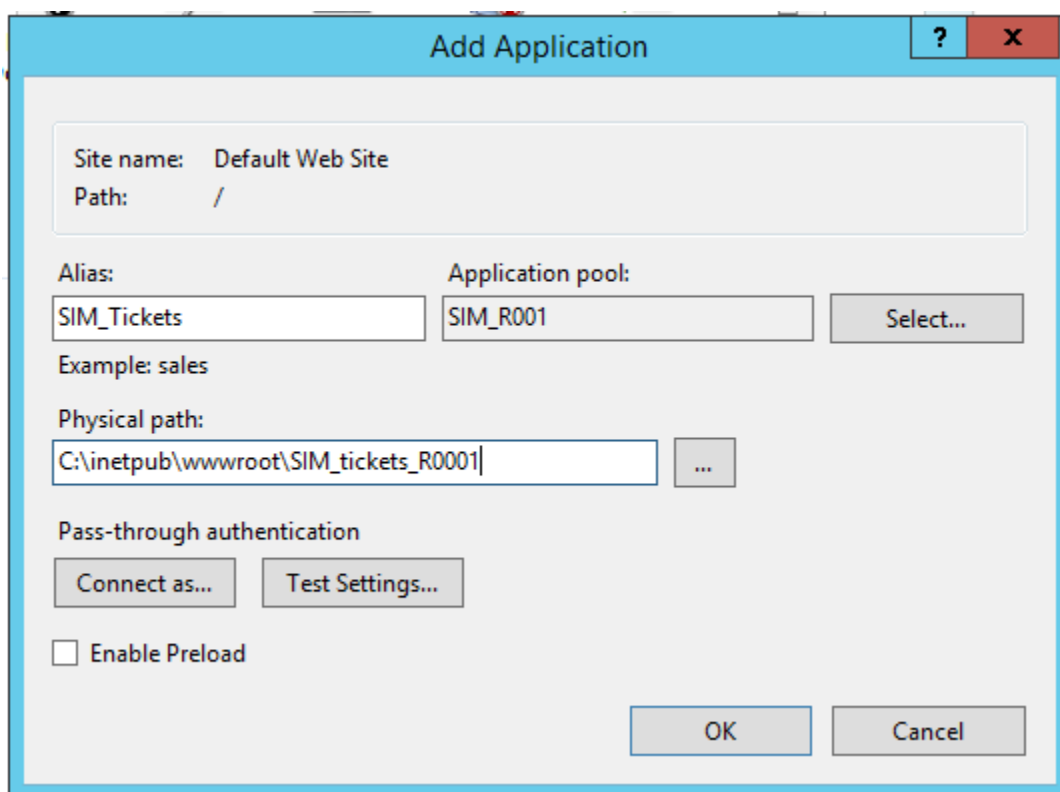 Add Application
?
x
Site name: Default Web Site
Path: /
Alias:
Application pool:
SIM_Tickets
SIM_R001
Select...
Example: sales
Physical path:
C:\inetpub\wwwroot\SIM_tickets_R0001
...
Pass-through authentication
Connect as...
Test Settings...
Enable Preload
OK
Cancel